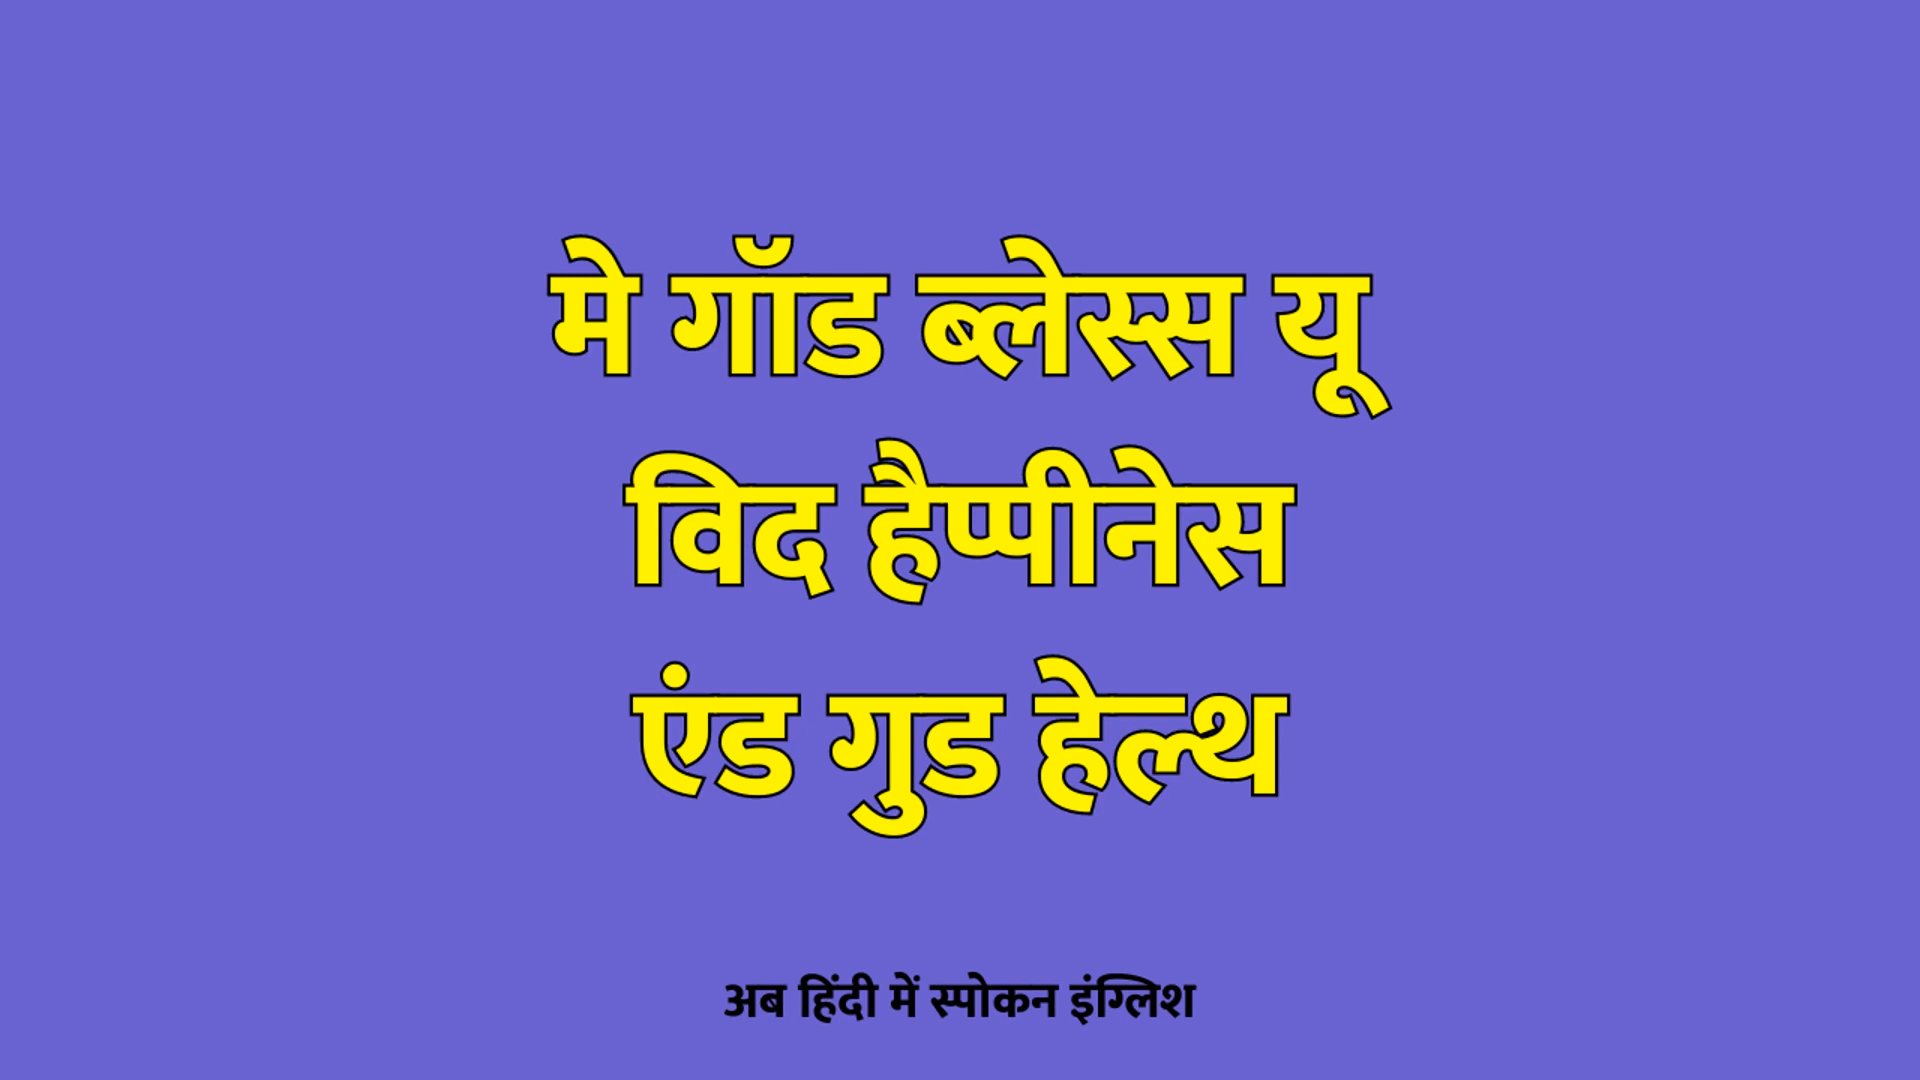 मे गॉड ब्लेस्स यू
विद हैप्पीनेस
एंड गुड हेल्थ
अब हिंदी में स्पोकन इंग्लिश